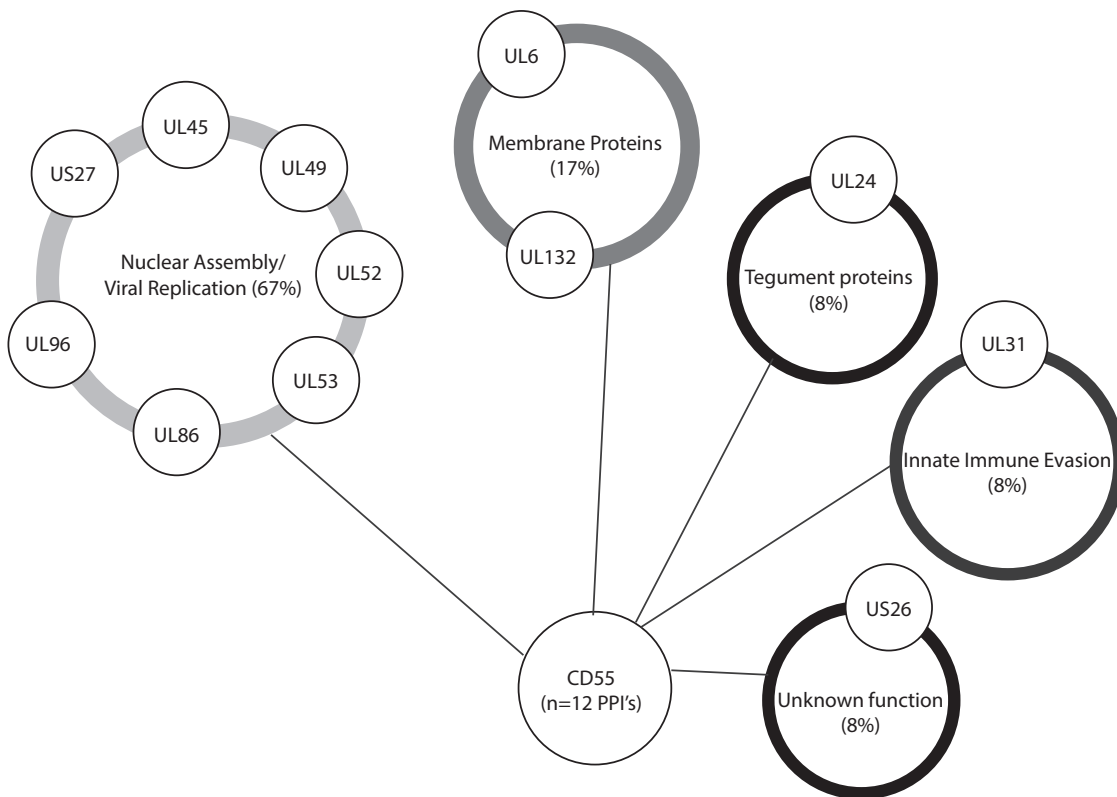 UL45
US27
UL49
Nuclear Assembly/
Viral Replication (67%)
UL52
UL96
UL53
UL86
UL6
Membrane Proteins
(17%)
UL132
UL24
Tegument proteins
(8%)
UL31
Innate Immune Evasion
(8%)
US26
Unknown function
(8%)
CD55
(n=12 PPI's)